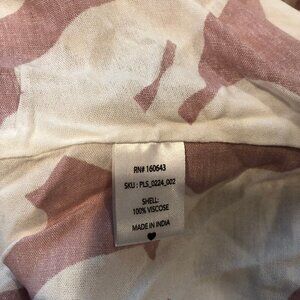 RN# 160643
SKU : PLS_0224_002
SHELL:
100% VISCOSE
MADE IN INDIA